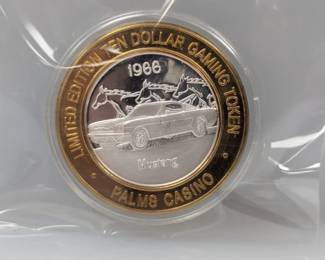 LIMITED EDITION TEN DOLLAR GAMING TOKEN
1966
Mustang
PALMS CASINO